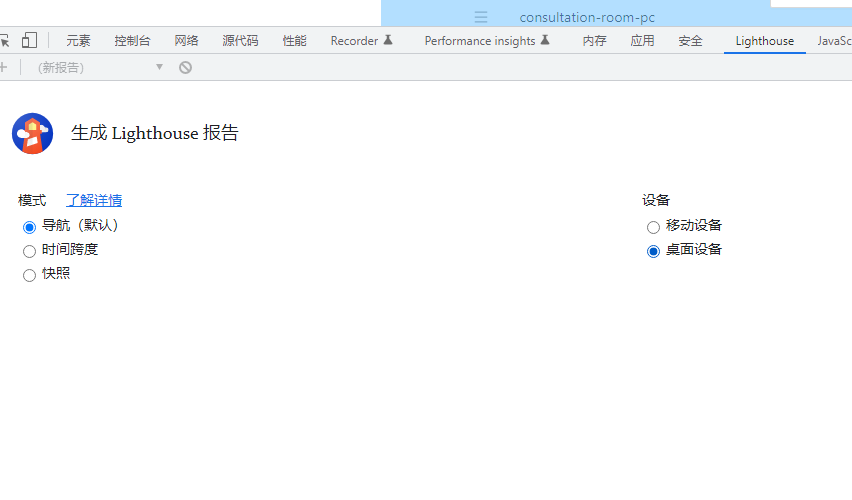 consultation-room-pc
元素 控制台 网络 源代码 性能 Recorder Performance insights 内存 应用 安全 Lighthouse JavaSc
(新报告)
生成 Lighthouse 报告
模式 了解详情 设备
导航（默认） 移动设备
时间跨度 桌面设备
快照